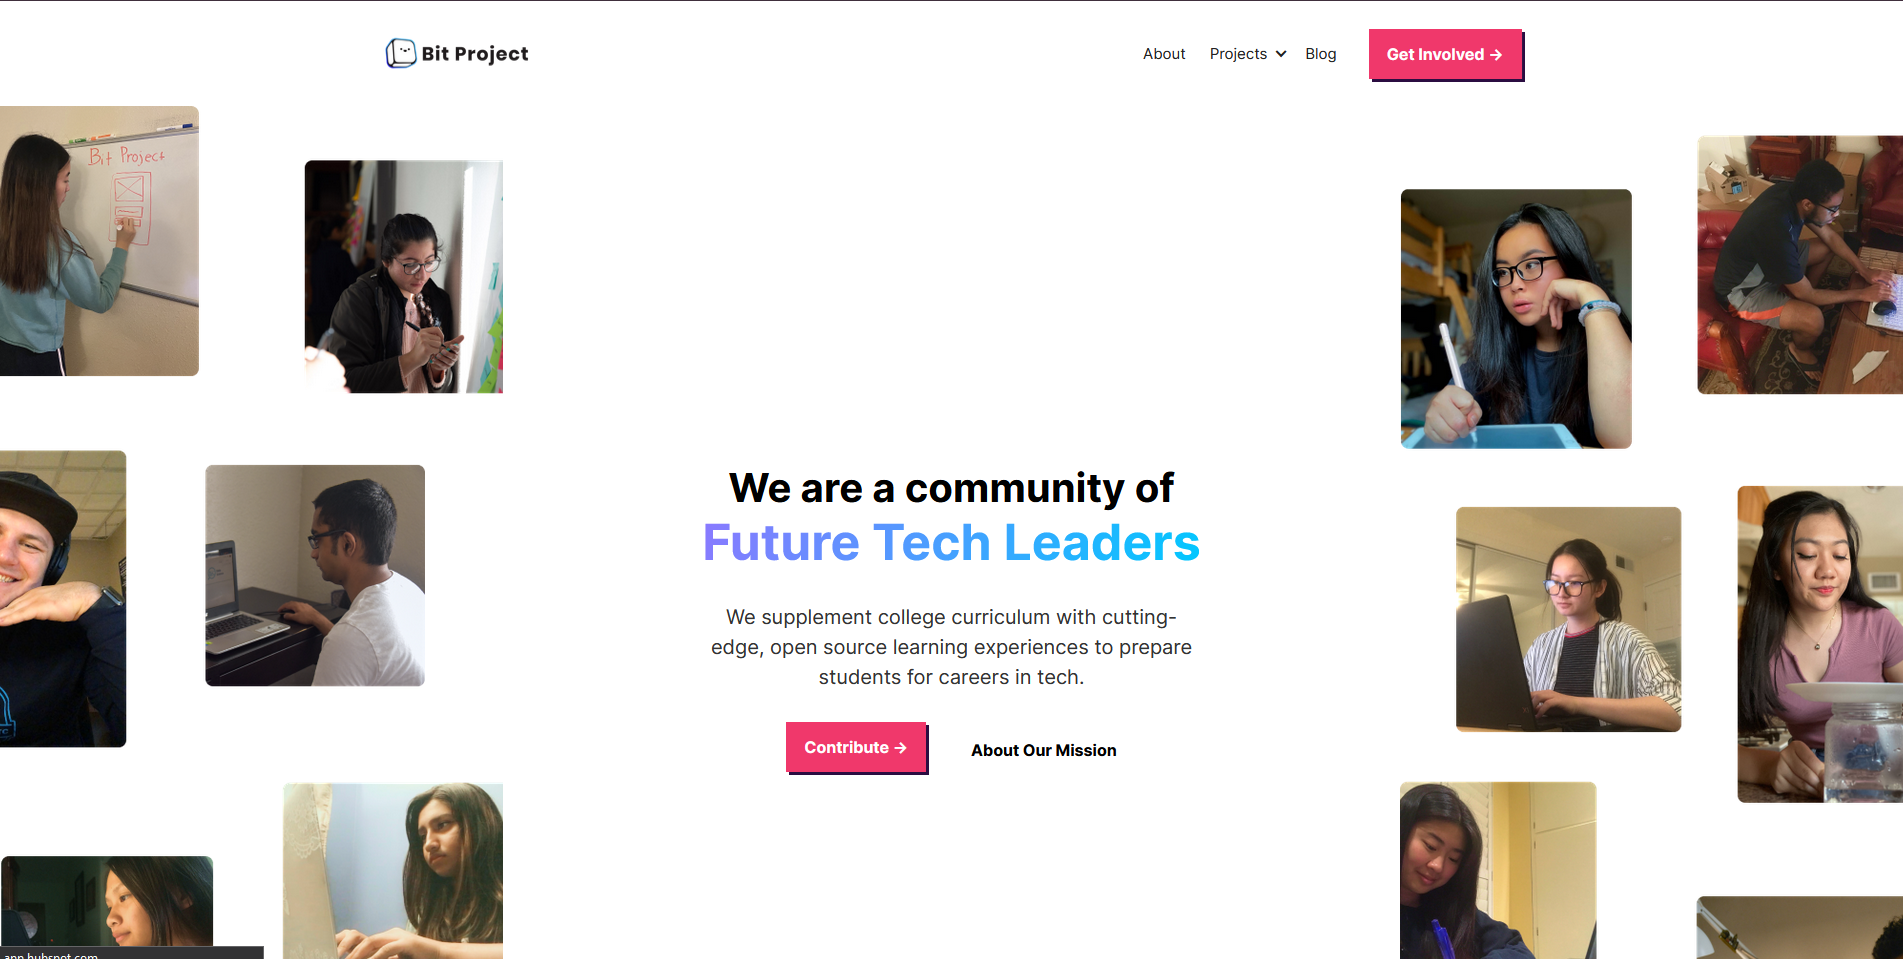 Bit Project
About
Projects
Blog
Get Involved →
Bit Project
We are a community of
Future Tech Leaders
We supplement college curriculum with cutting-
edge, open source learning experiences to prepare
students for careers in tech.
Contribute →
About Our Mission
app.hubspot.com